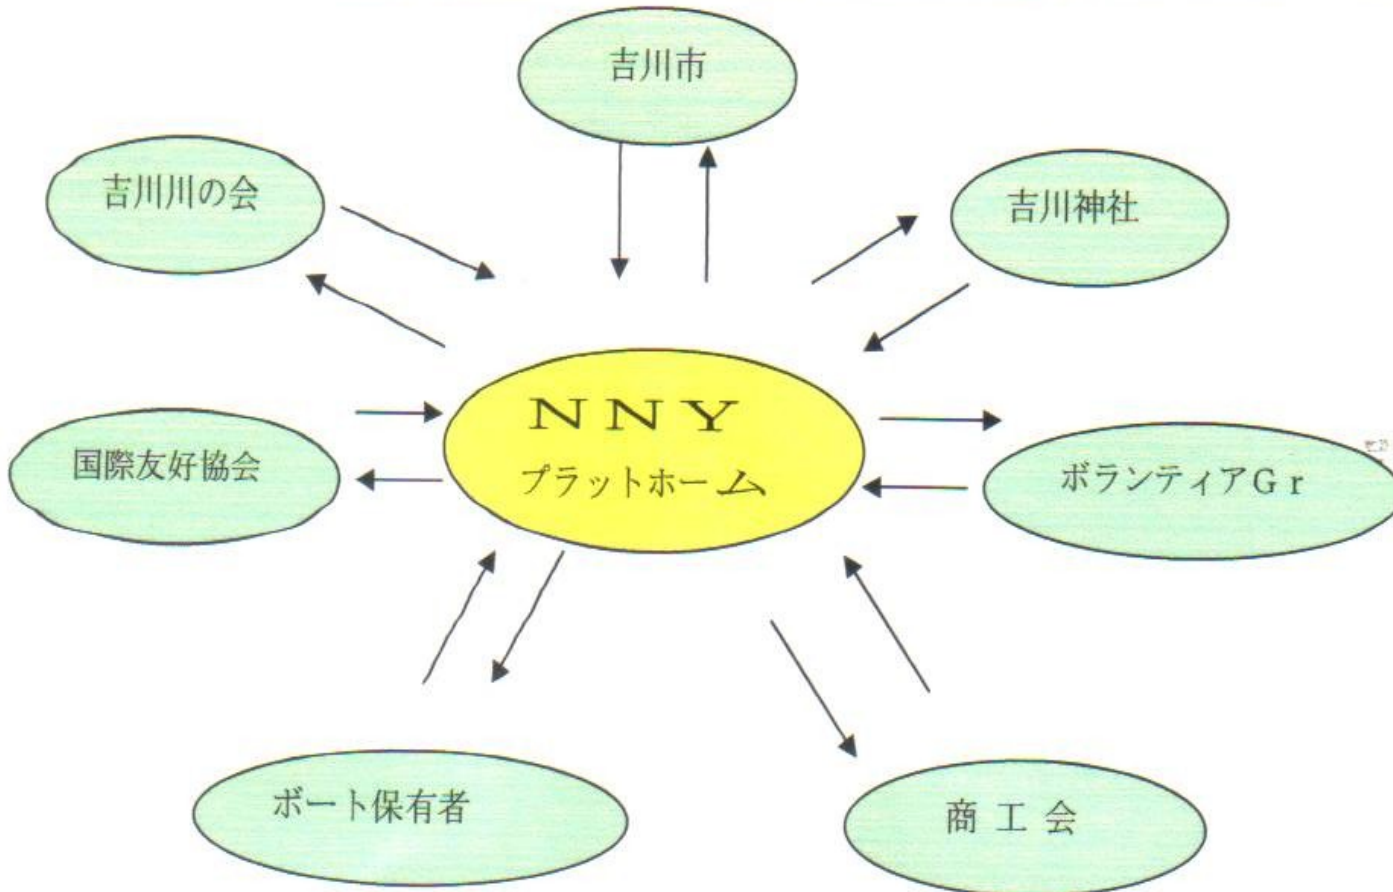 吉川市
吉川川の会
吉川神社
NNY
プラットホーム
国際友好協会
ボランティアGr
ボート保有者
商工会